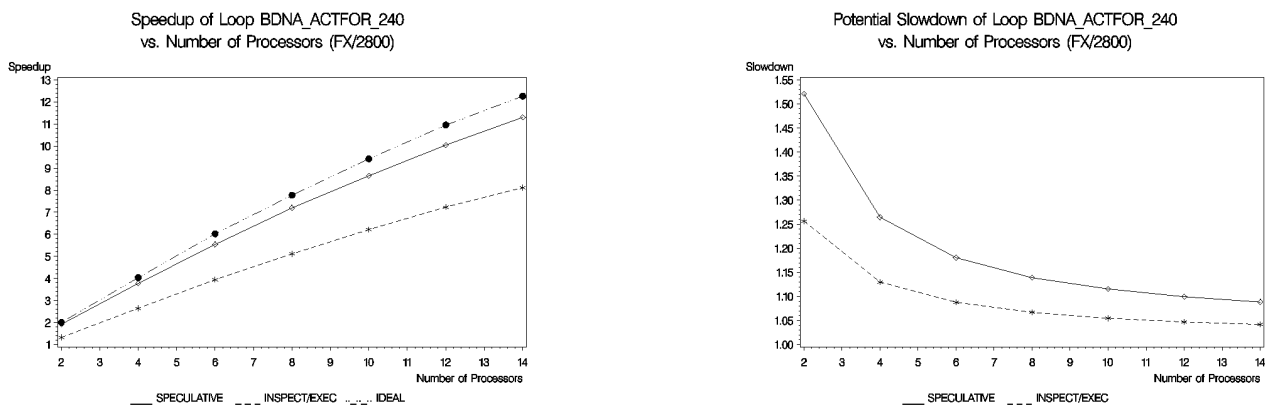 Speedup of Loop BDNA_ACTFOR_240
vs. Number of Processors (FX/2800)
Speedup
13
12
11
10
9
8
7
6
5
4
3
2
1
2 3 4 5 6 7 8 9 10 11 12 13 14
Number of Processors
SPECULATIVE INSPECT/EXEC IDEAL
Potential Slowdown of Loop BDNA_ACTFOR_240
vs. Number of Processors (FX/2800)
Slowdown
1.55
1.50
1.45
1.40
1.35
1.30
1.25
1.20
1.15
1.10
1.05
1.00
2 3 4 5 6 7 8 9 10 11 12 13 14
Number of Processors
SPECULATIVE INSPECT/EXEC